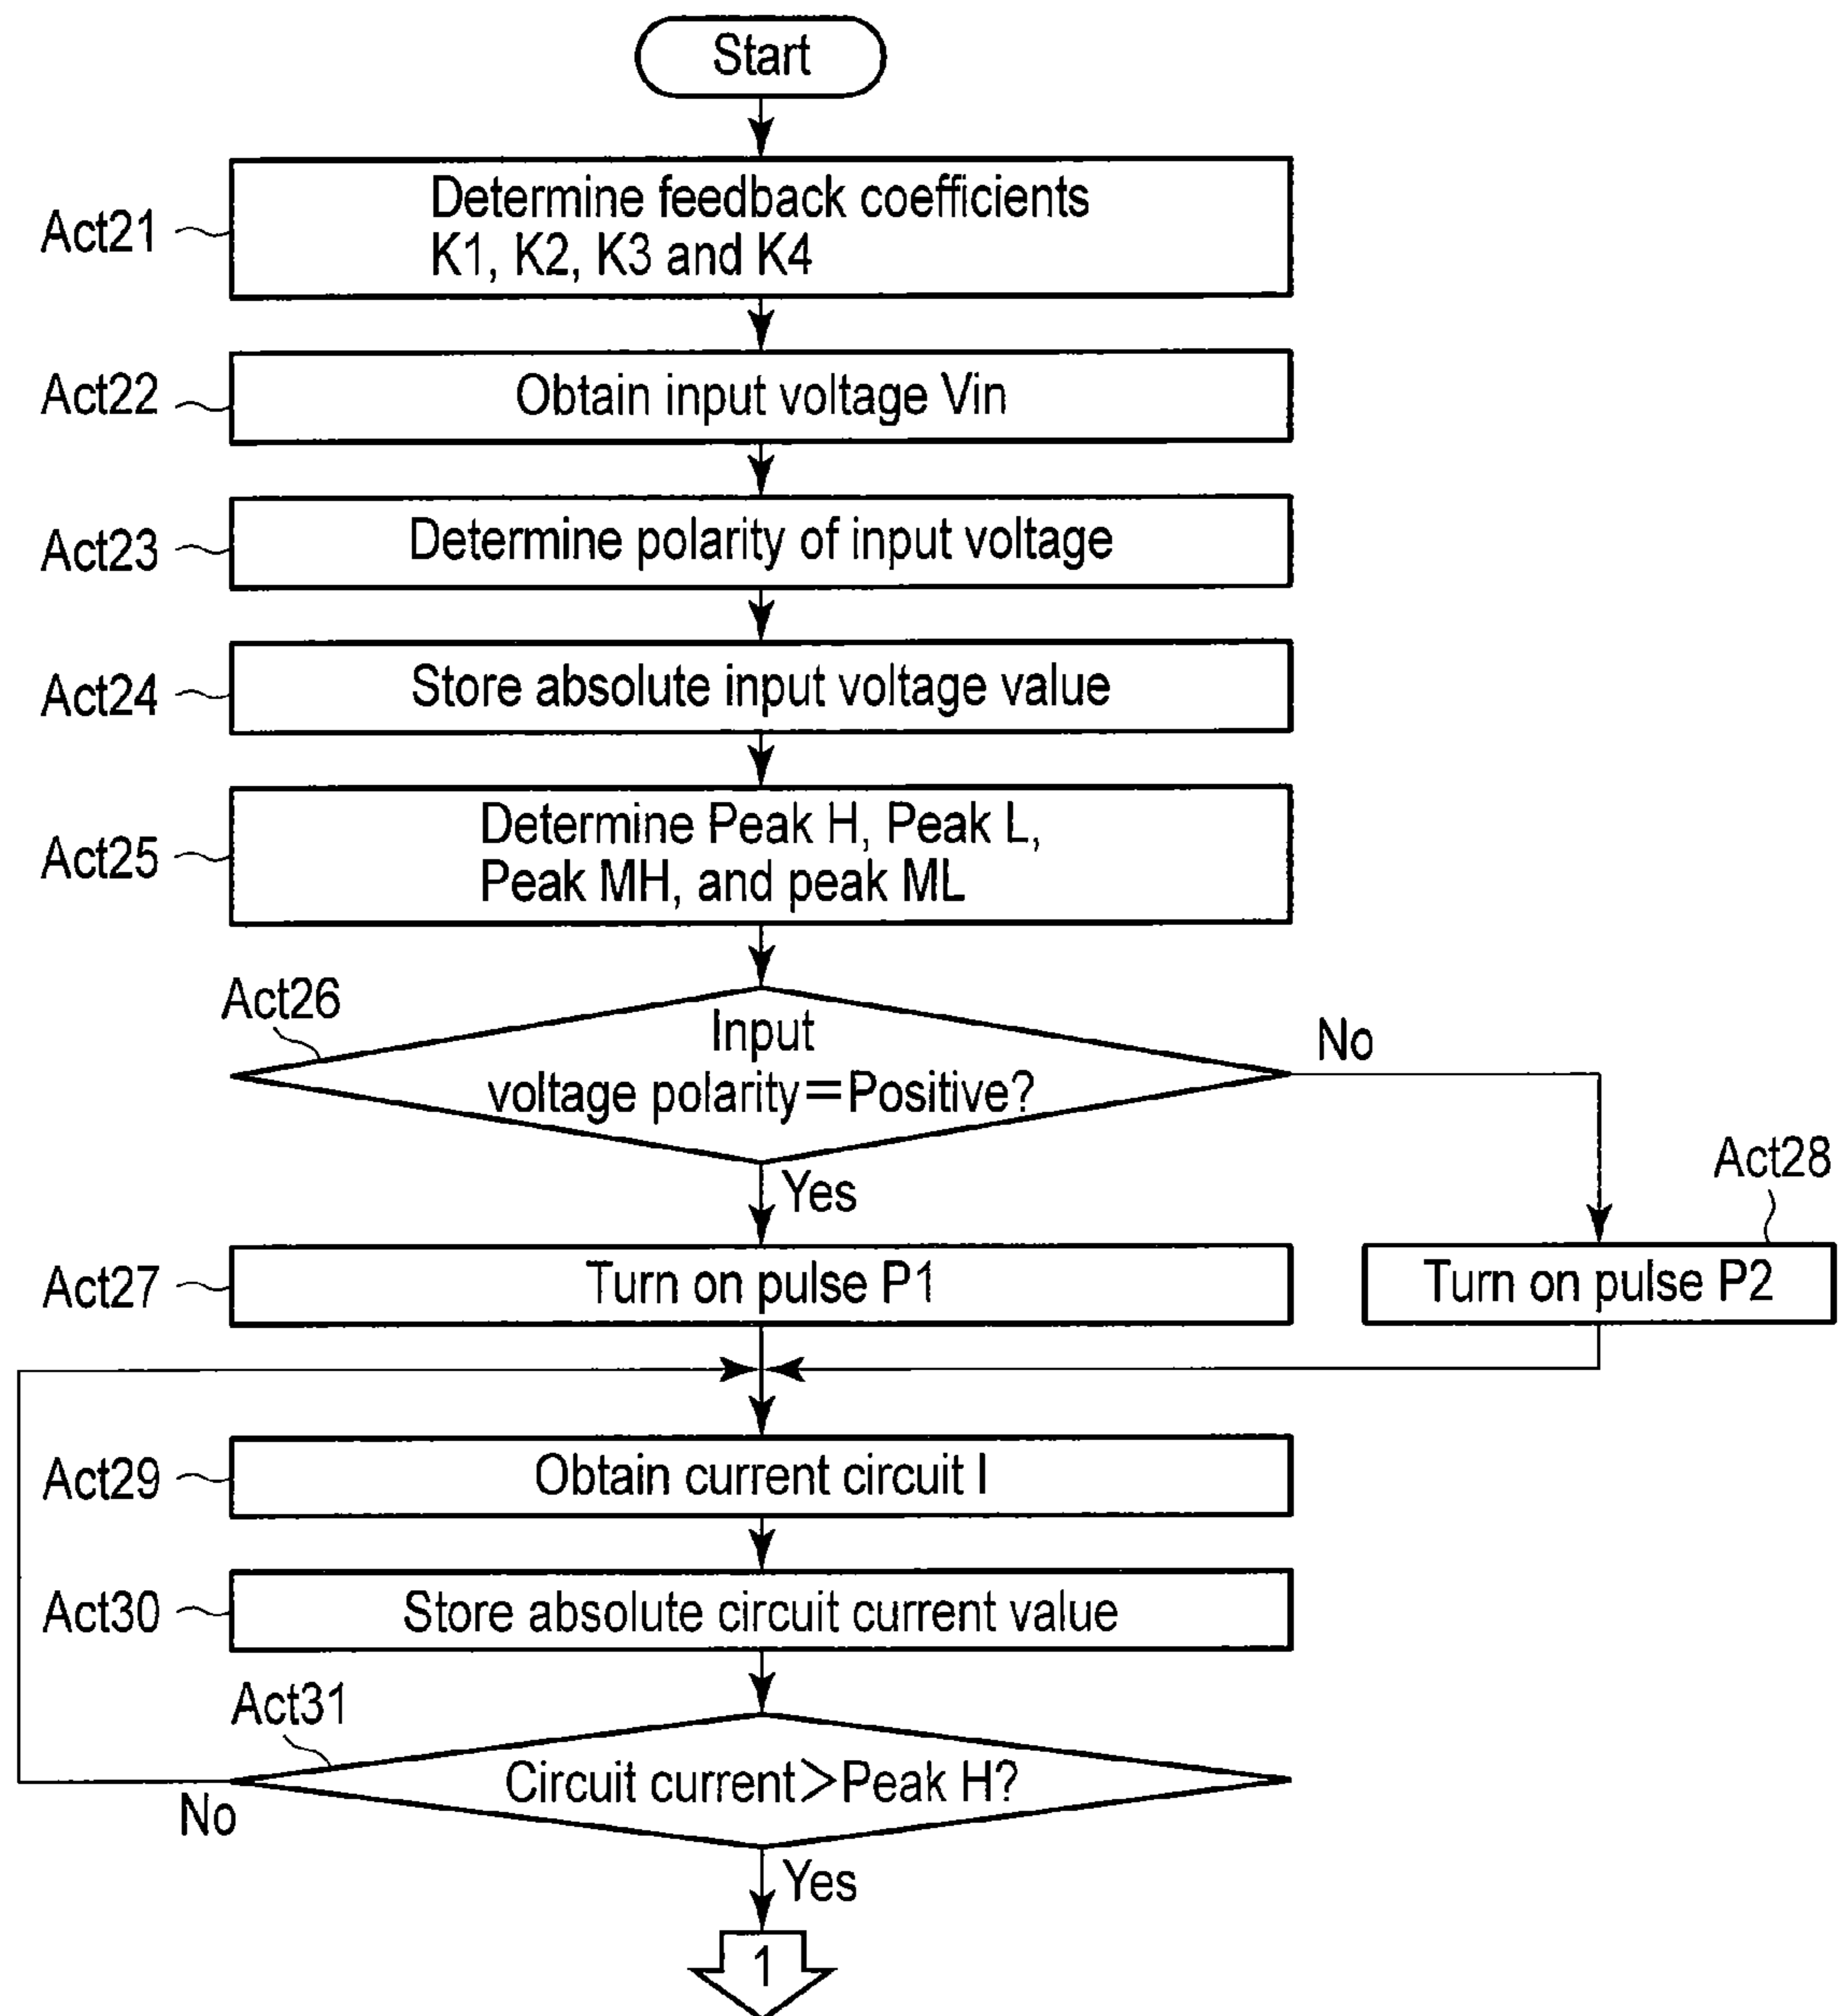 Start
Act21
Determine feedback coefficients
K1, K2, K3 and K4
Act22
Obtain input voltage Vin
Act23
Determine polarity of input voltage
Act24
Store absolute input voltage value
Act25
Determine Peak H, Peak L,
Peak MH, and peak ML
Act26
Input
voltage polarity=Positive?
No
Yes
Act28
Act27
Turn on pulse P1
Turn on pulse P2
Act29
Obtain current circuit I
Act30
Store absolute circuit current value
Act31
Circuit current>Peak H?
No
Yes
1